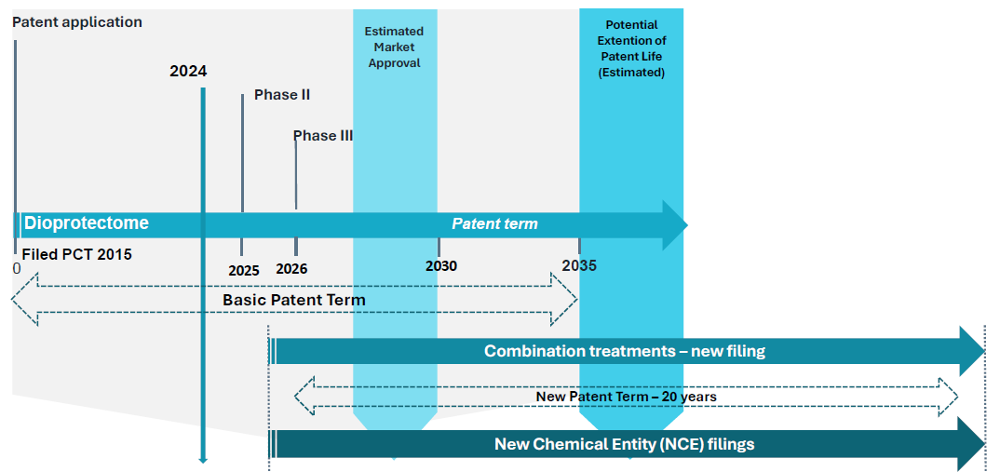 Patent application
Estimated
Market
Approval
Potential
Extention of
Patent Life
(Estimated)
2024
Phase II
Phase III
Dioprotectome
Patent term
Filed PCT 2015
0
2025
2026
2030
2035
Basic Patent Term
Combination treatments – new filing
New Patent Term – 20 years
New Chemical Entity (NCE) filings